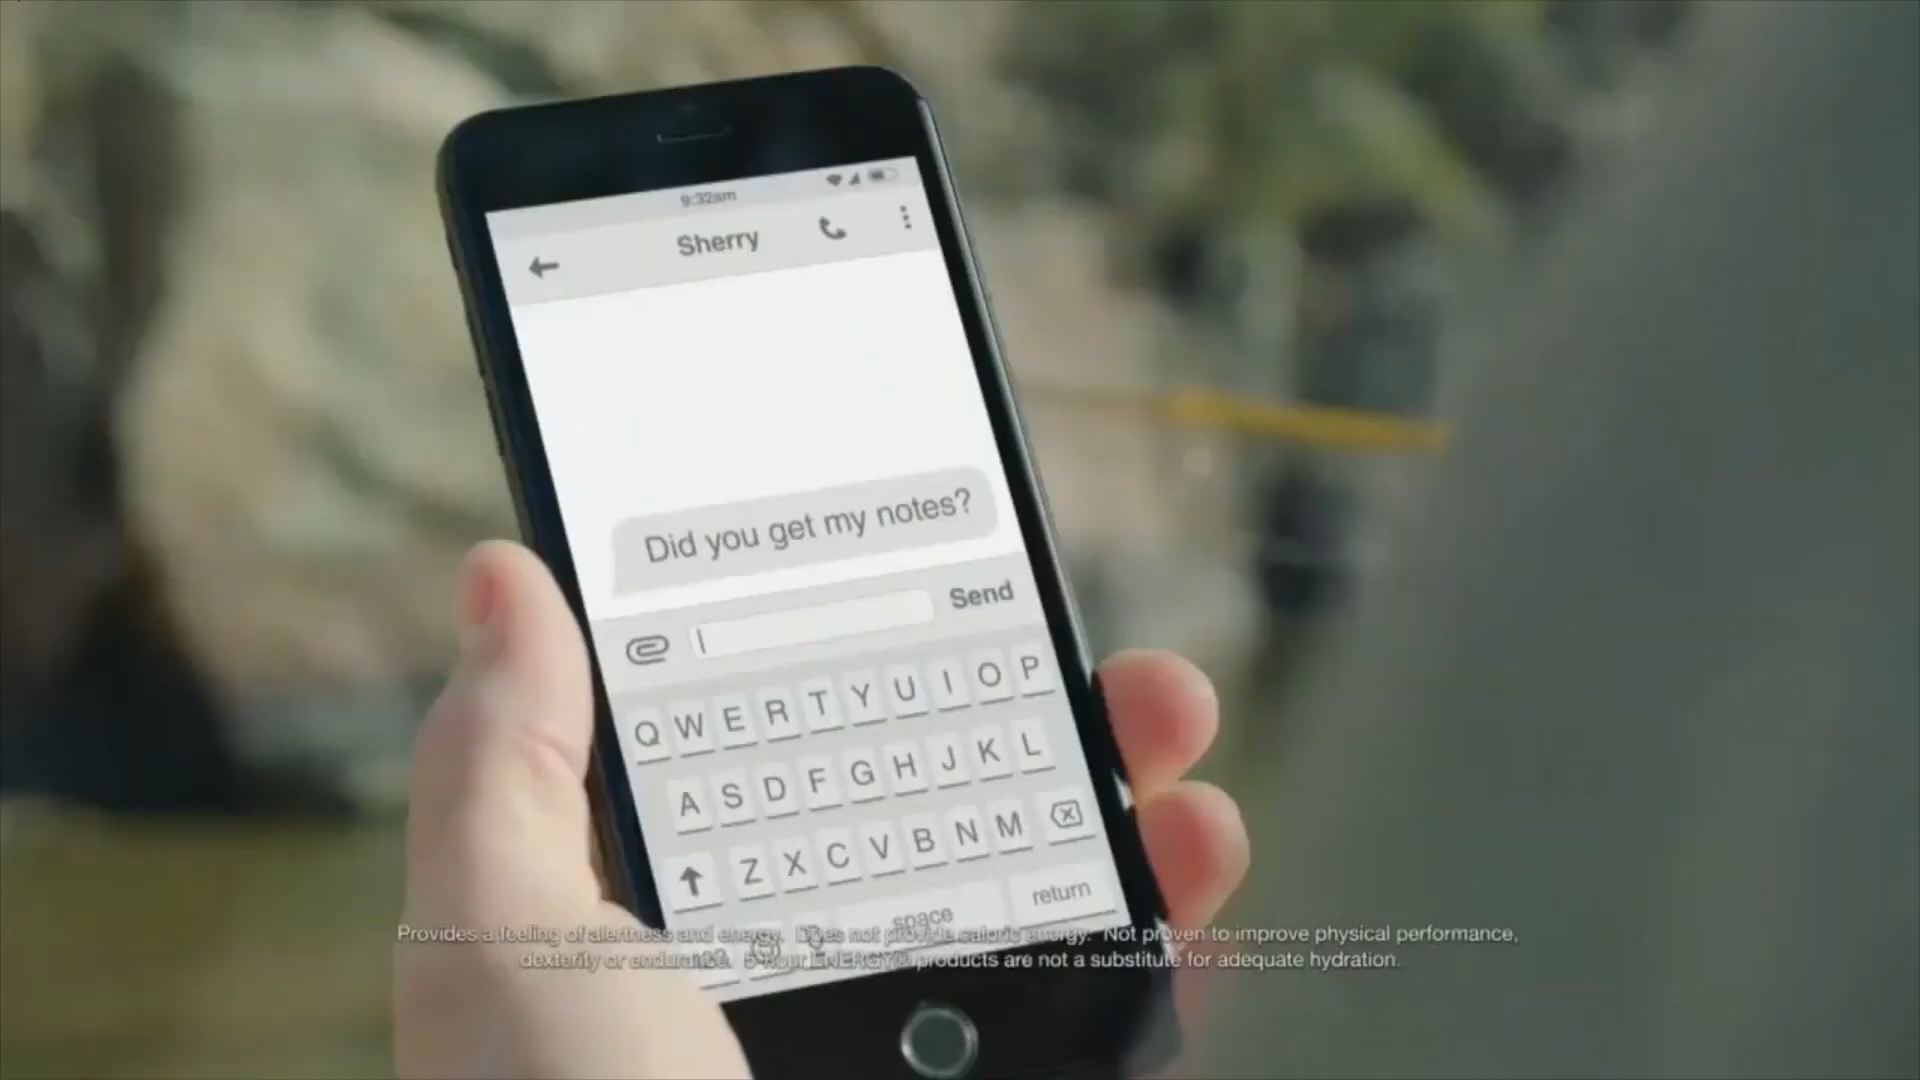 9:32am
Sherry
Did you get my notes?
Send
Q W E R T Y U I O P
A S D F G H J K L
Z X C V B N M
space return
Provides a feeling of alertness and energy. Does not provide caloric energy. Not proven to improve physical performance,
dexterity or endurance. 5-hour ENERGY® products are not a substitute for adequate hydration.